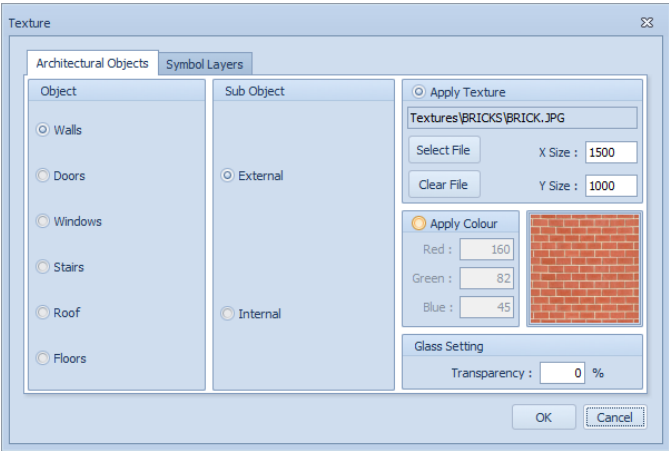 Texture
Architectural Objects
Symbol Layers
Object
Walls
Doors
Windows
Stairs
Roof
Floors
Sub Object
External
Internal
Apply Texture
Textures\BRICKS\BRICK.JPG
Select File
X Size : 1500
Clear File
Y Size : 1000
Apply Colour
Red : 160
Green : 82
Blue : 45
Glass Setting
Transparency : 0 %
OK
Cancel